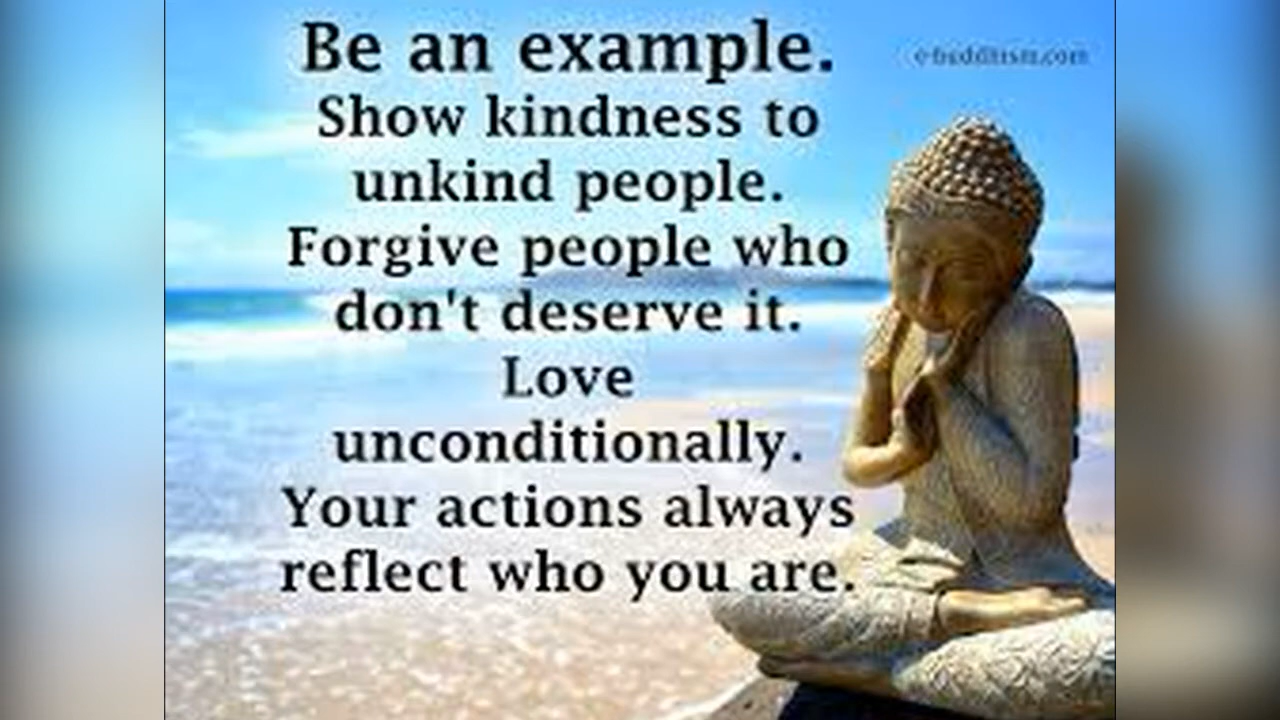 Be an example.
e-buddhism.com
Show kindness to
unkind people.
Forgive people who
don't deserve it.
Love
unconditionally.
Your actions always
reflect who you are.